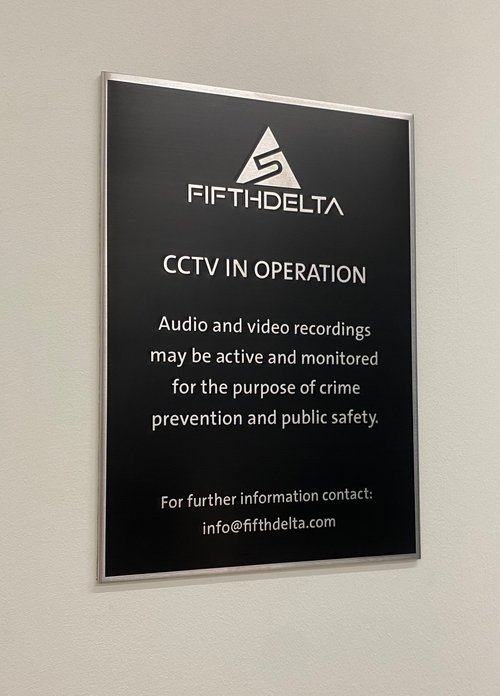 5
FIFTHDELTA
CCTV IN OPERATION
Audio and video recordings
may be active and monitored
for the purpose of crime
prevention and public safety.
For further information contact:
info@fifthdelta.com